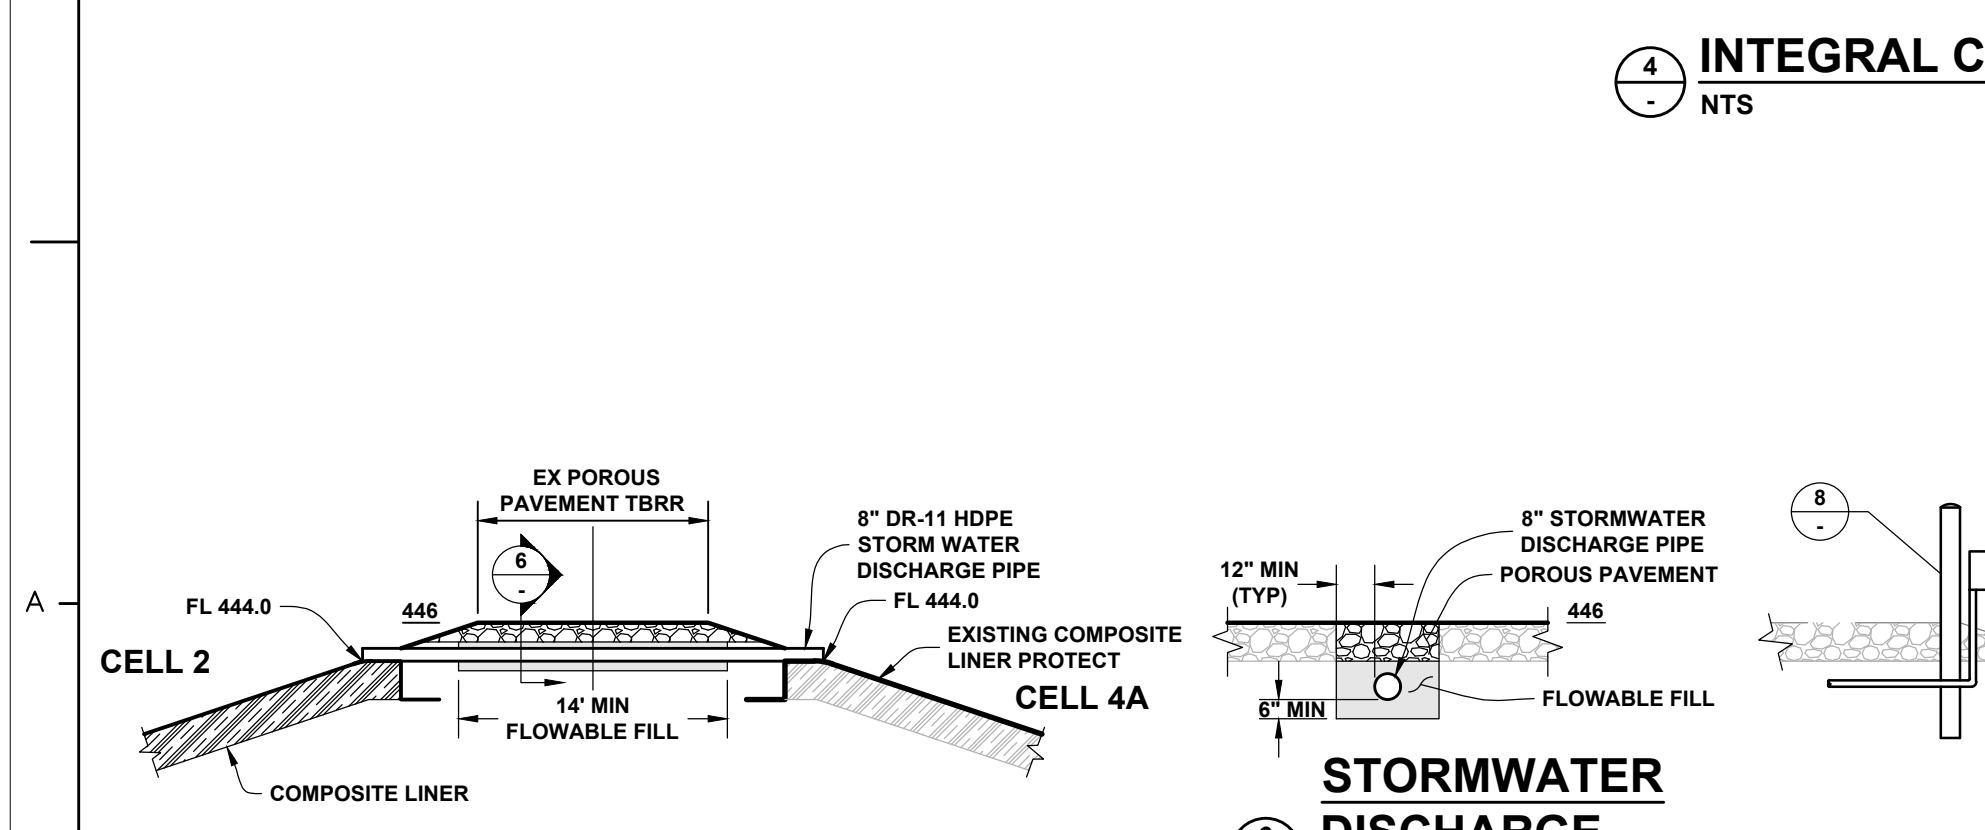 4
INTEGRAL C
-
NTS
EX POROUS
PAVEMENT TBRR
6
-
8" DR-11 HDPE
STORM WATER
DISCHARGE PIPE
FL 444.0
446
FL 444.0
EXISTING COMPOSITE
LINER PROTECT
CELL 2
CELL 4A
14' MIN
FLOWABLE FILL
COMPOSITE LINER
A
8" STORMWATER
DISCHARGE PIPE
POROUS PAVEMENT
12" MIN
(TYP)
446
6" MIN
FLOWABLE FILL
STORMWATER
DISCHARGE
8
-